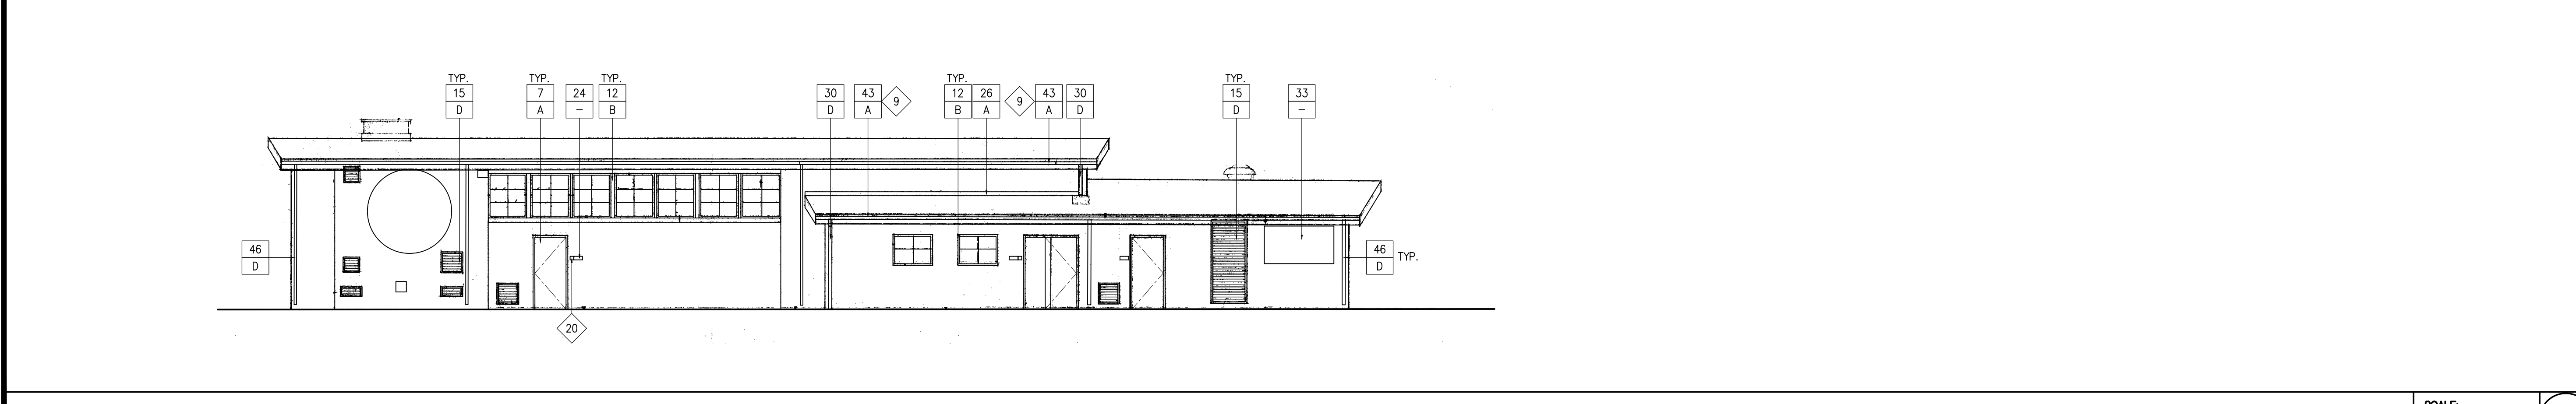 TYP. TYP. TYP. TYP. TYP.
15 7 24 12 30 43 9 12 26 9 43 30 15 33
D A – B D A B A A D D –
46 46 TYP.
D D
20